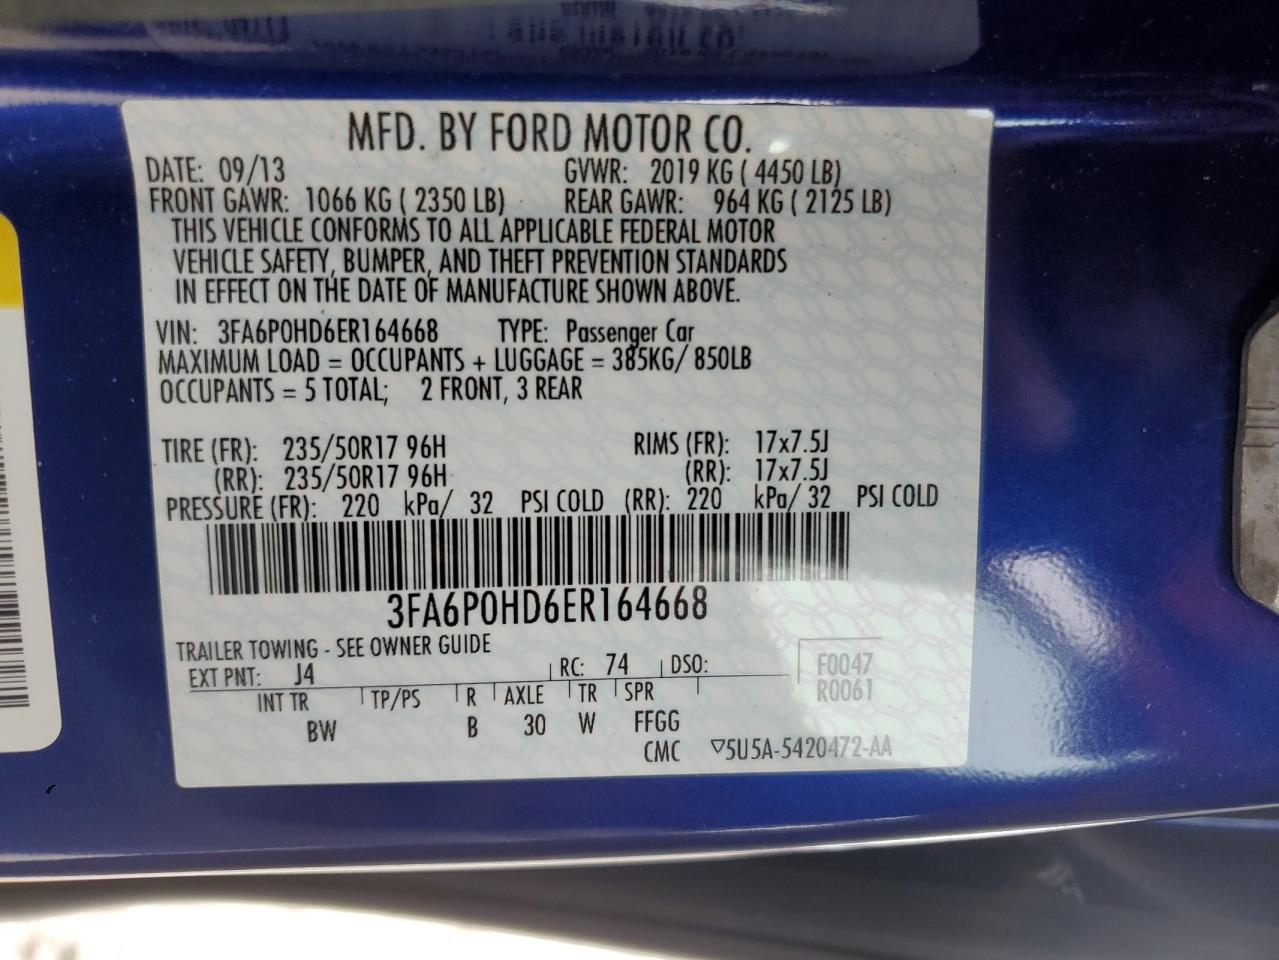 MFD. BY FORD MOTOR CO.
DATE: 09/13 GVWR: 2019 KG ( 4450 LB)
FRONT GAWR: 1066 KG ( 2350 LB) REAR GAWR: 964 KG ( 2125 LB)
THIS VEHICLE CONFORMS TO ALL APPLICABLE FEDERAL MOTOR
VEHICLE SAFETY, BUMPER, AND THEFT PREVENTION STANDARDS
IN EFFECT ON THE DATE OF MANUFACTURE SHOWN ABOVE.
VIN: 3FA6P0HD6ER164668 TYPE: Passenger Car
MAXIMUM LOAD = OCCUPANTS + LUGGAGE = 385KG/ 850LB
OCCUPANTS = 5 TOTAL; 2 FRONT, 3 REAR
TIRE (FR): 235/50R17 96H RIMS (FR): 17x7.5J
(RR): 235/50R17 96H (RR): 17x7.5J
PRESSURE (FR): 220 kPa/ 32 PSI COLD (RR): 220 kPa/ 32 PSI COLD
3FA6P0HD6ER164668
TRAILER TOWING - SEE OWNER GUIDE
EXT PNT: J4 RC: 74 DSO: F0047
INT TR TP/PS R AXLE TR SPR R0061
BW B 30 W FFGG
CMC ▽5U5A-5420472-AA